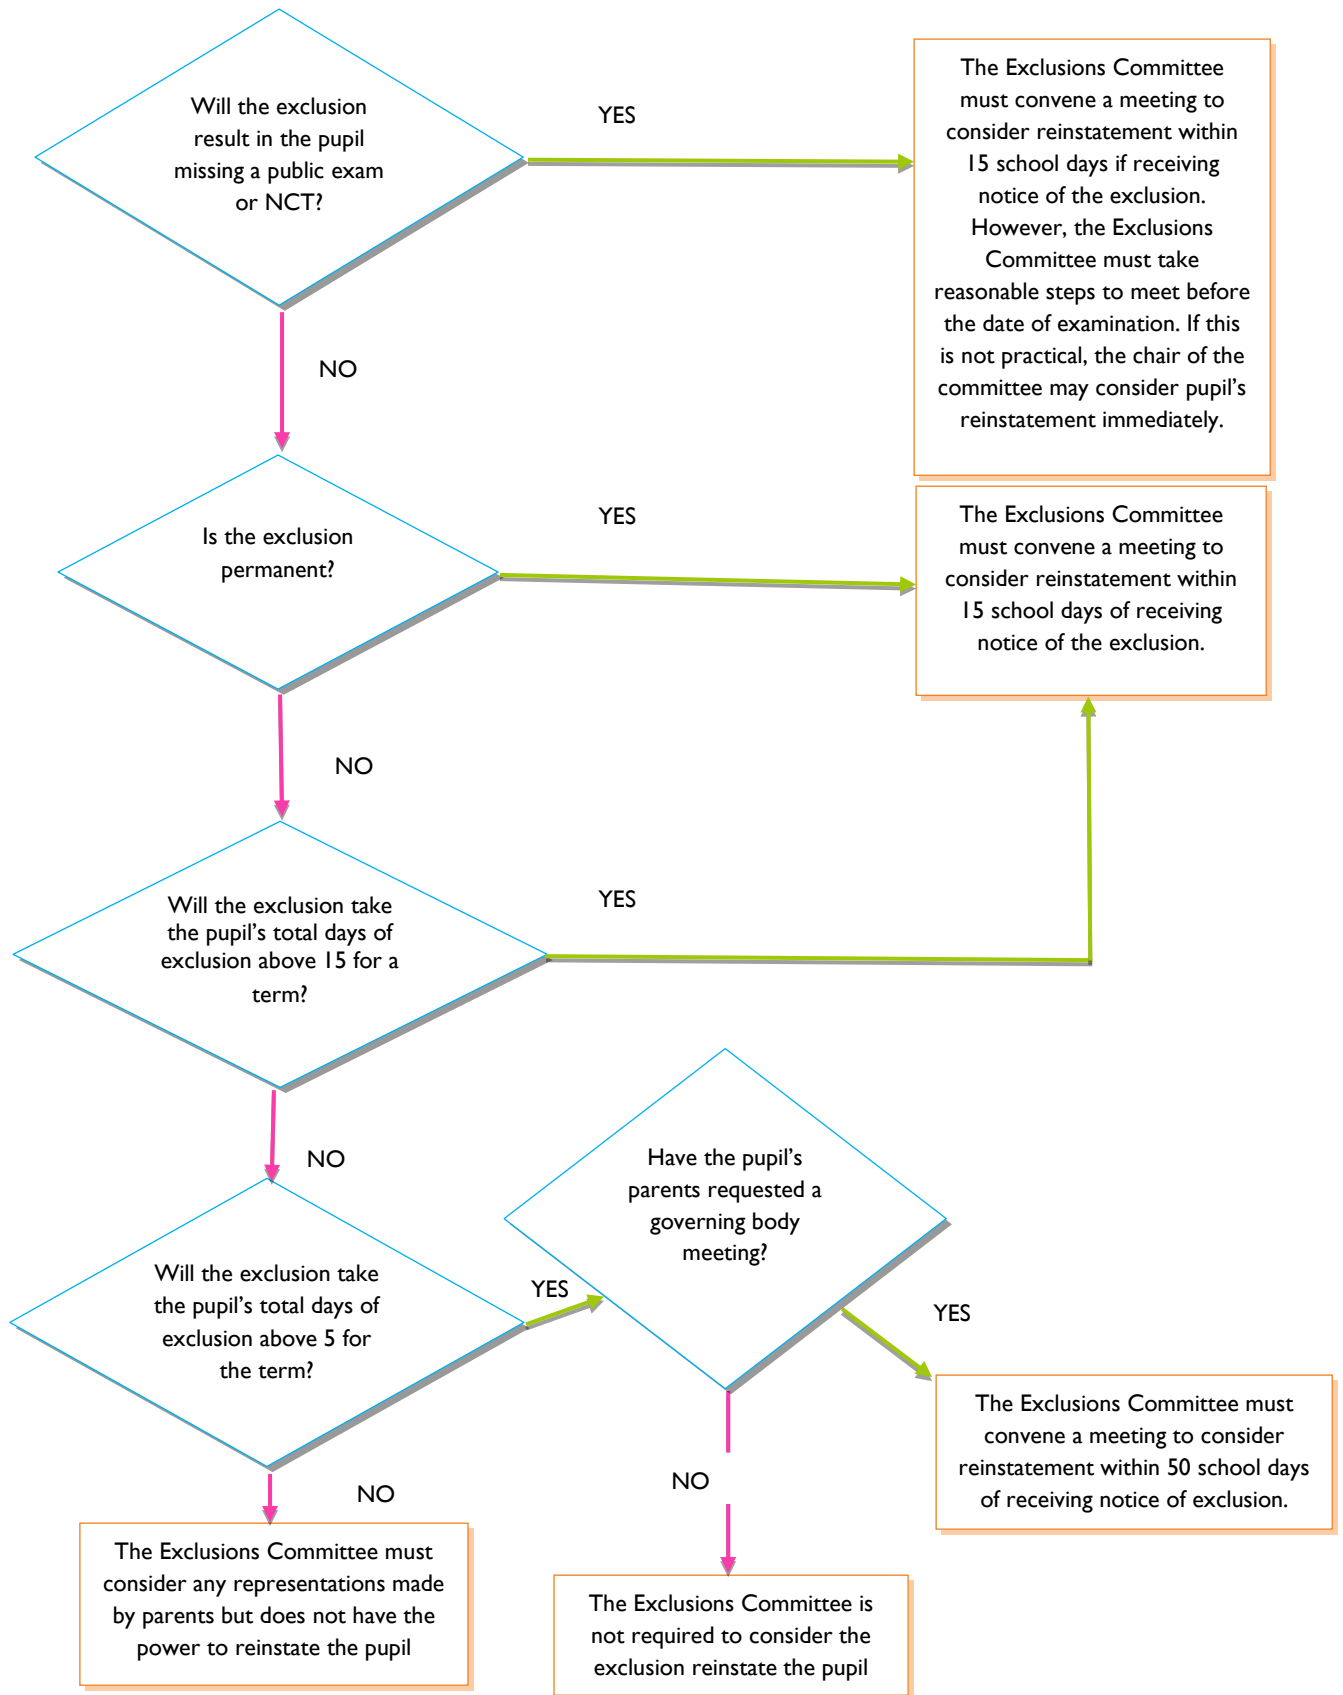 Will the exclusion
result in the pupil
missing a public exam
or NCT?
YES
The Exclusions Committee
must convene a meeting to
consider reinstatement within
15 school days if receiving
notice of the exclusion.
However, the Exclusions
Committee must take
reasonable steps to meet before
the date of examination. If this
is not practical, the chair of the
committee may consider pupil's
reinstatement immediately.
NO
Is the exclusion
permanent?
YES
The Exclusions Committee
must convene a meeting to
consider reinstatement within
15 school days of receiving
notice of the exclusion.
NO
Will the exclusion take
the pupil's total days of
exclusion above 15 for a
term?
YES
NO
Will the exclusion take
the pupil's total days of
exclusion above 5 for
the term?
YES
Have the pupil's
parents requested a
governing body
meeting?
YES
The Exclusions Committee must
convene a meeting to consider
reinstatement within 50 school days
of receiving notice of exclusion.
NO
The Exclusions Committee must
consider any representations made
by parents but does not have the
power to reinstate the pupil
NO
The Exclusions Committee is
not required to consider the
exclusion reinstate the pupil